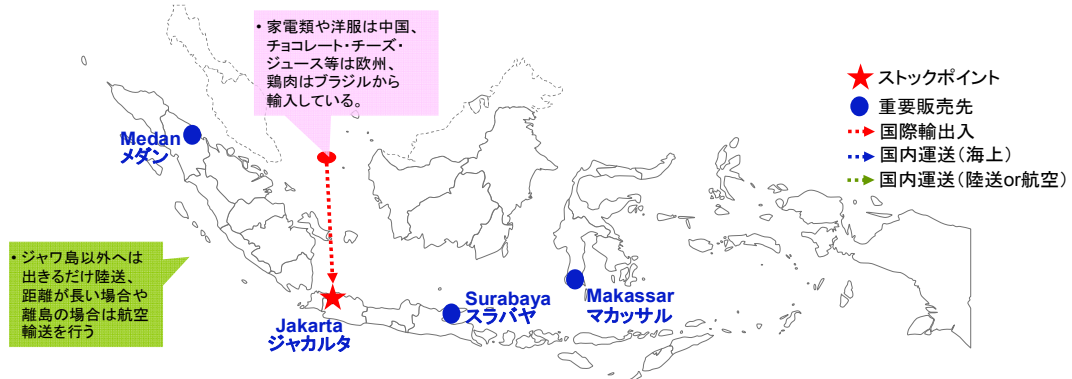 ・家電類や洋服は中国、
チョコレート・チーズ・
ジュース等は欧州、
鶏肉はブラジルから
輸入している。
ストックポイント
重要販売先
国際輸出入
国内運送(海上)
国内運送(陸送or航空)
Medan
メダン
・ジャワ島以外へは
出きるだけ陸送、
距離が長い場合や
離島の場合は航空
輸送を行う
Jakarta
ジャカルタ
Surabaya
スラバヤ
Makassar
マカッサル